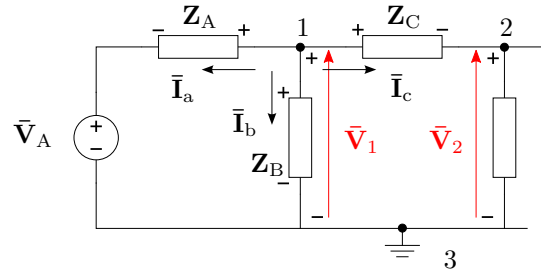 Z_A 1 Z_C 2
− + + −
Ī_a + Ī_c +
+
V̄_A + − Ī_b V̄_1 V̄_2
Z_B −
− −
3